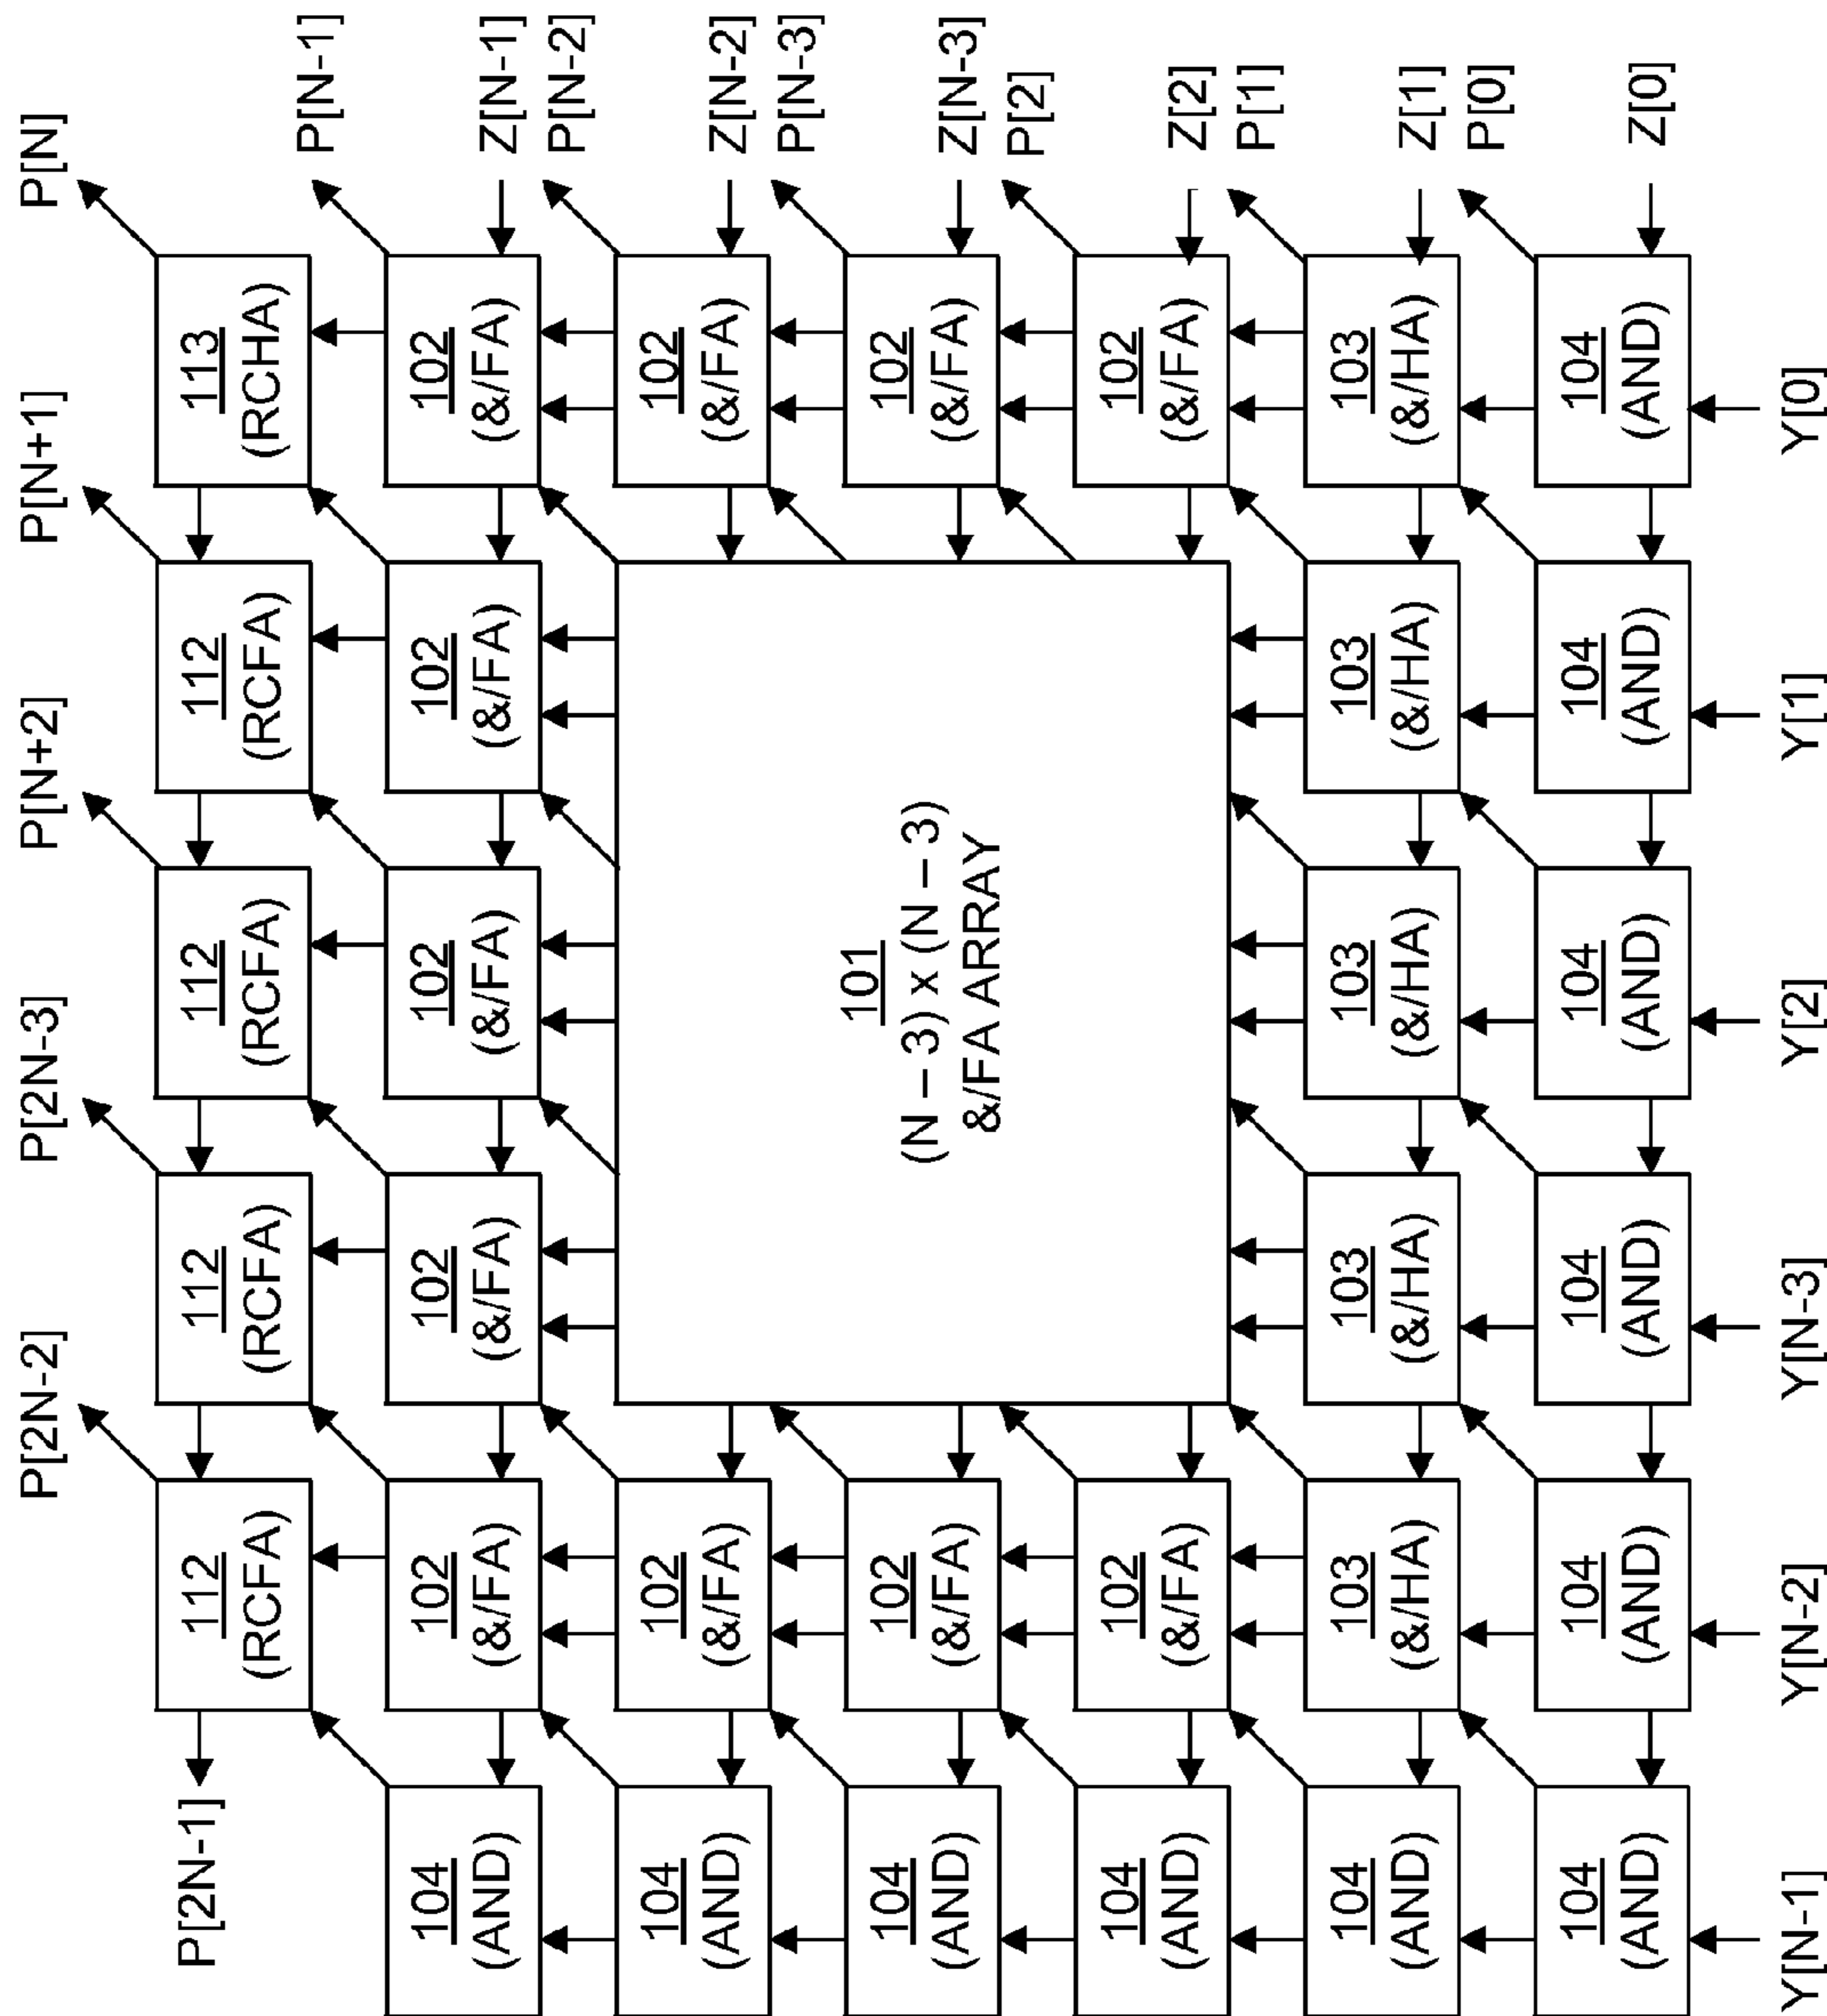 P[2N-2]
P[2N-3]
P[N+2]
P[N+1]
P[N]
P[2N-1]
112
(RCFA)
112
(RCFA)
112
(RCFA)
112
(RCFA)
113
(RCHA)
P[N-1]
104
(AND)
102
(&/FA)
102
(&/FA)
102
(&/FA)
102
(&/FA)
102
(&/FA)
Z[N-1]
P[N-2]
104
(AND)
102
(&/FA)
102
(&/FA)
Z[N-2]
P[N-3]
104
(AND)
102
(&/FA)
101
(N – 3) x (N – 3)
&/FA ARRAY
102
(&/FA)
Z[N-3]
P[2]
104
(AND)
102
(&/FA)
102
(&/FA)
Z[2]
P[1]
104
(AND)
103
(&/HA)
103
(&/HA)
103
(&/HA)
103
(&/HA)
103
(&/HA)
Z[1]
P[0]
104
(AND)
104
(AND)
104
(AND)
104
(AND)
104
(AND)
104
(AND)
Z[0]
Y[N-1]
Y[N-2]
Y[N-3]
Y[2]
Y[1]
Y[0]